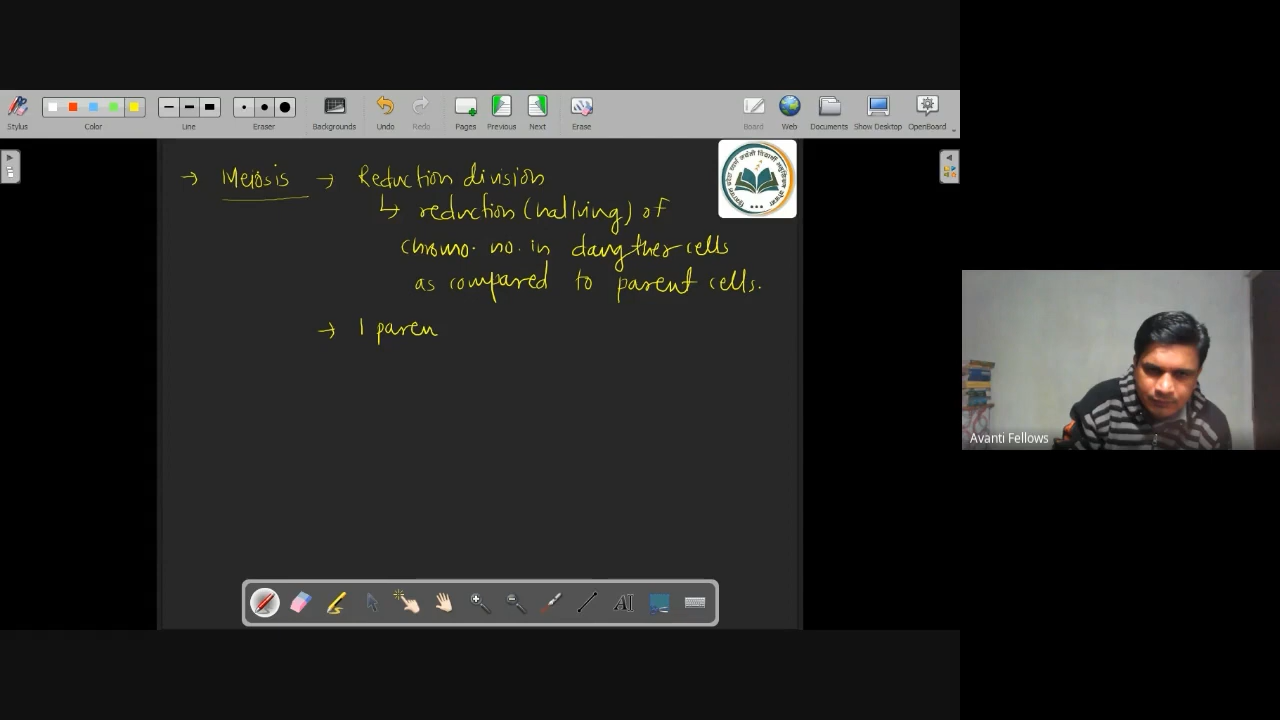 Stylus
Color
Line
Eraser
Backgrounds
Undo
Redo
Pages
Previous
Next
Erase
Board
Web
Documents
Show Desktop
OpenBoard
→ Meiosis → Reduction division
↳ reduction (halving) of
chromo. no. in daughter cells
as compared to parent cells.
→ 1 paren
AI
Avanti Fellows